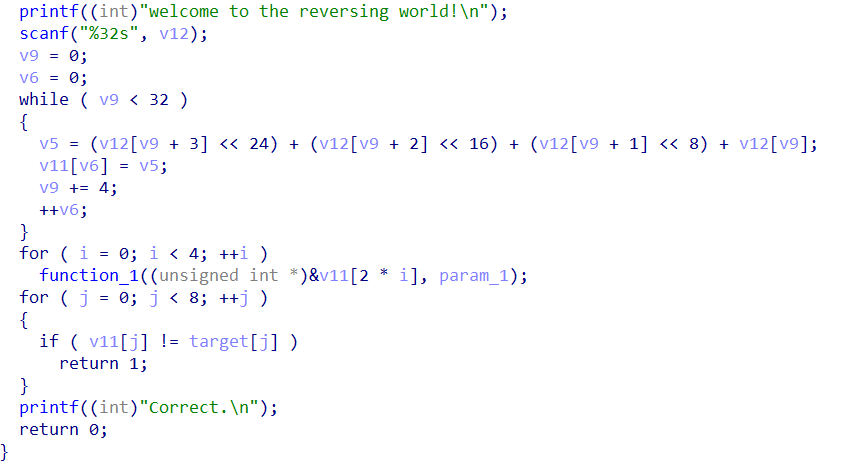 printf((int)"welcome to the reversing world!\n");
scanf("%32s", v12);
v9 = 0;
v6 = 0;
while ( v9 < 32 )
{
v5 = (v12[v9 + 3] << 24) + (v12[v9 + 2] << 16) + (v12[v9 + 1] << 8) + v12[v9];
v11[v6] = v5;
v9 += 4;
++v6;
}
for ( i = 0; i < 4; ++i )
function_1((unsigned int *)&v11[2 * i], param_1);
for ( j = 0; j < 8; ++j )
{
if ( v11[j] != target[j] )
return 1;
}
printf((int)"Correct.\n");
return 0;
}